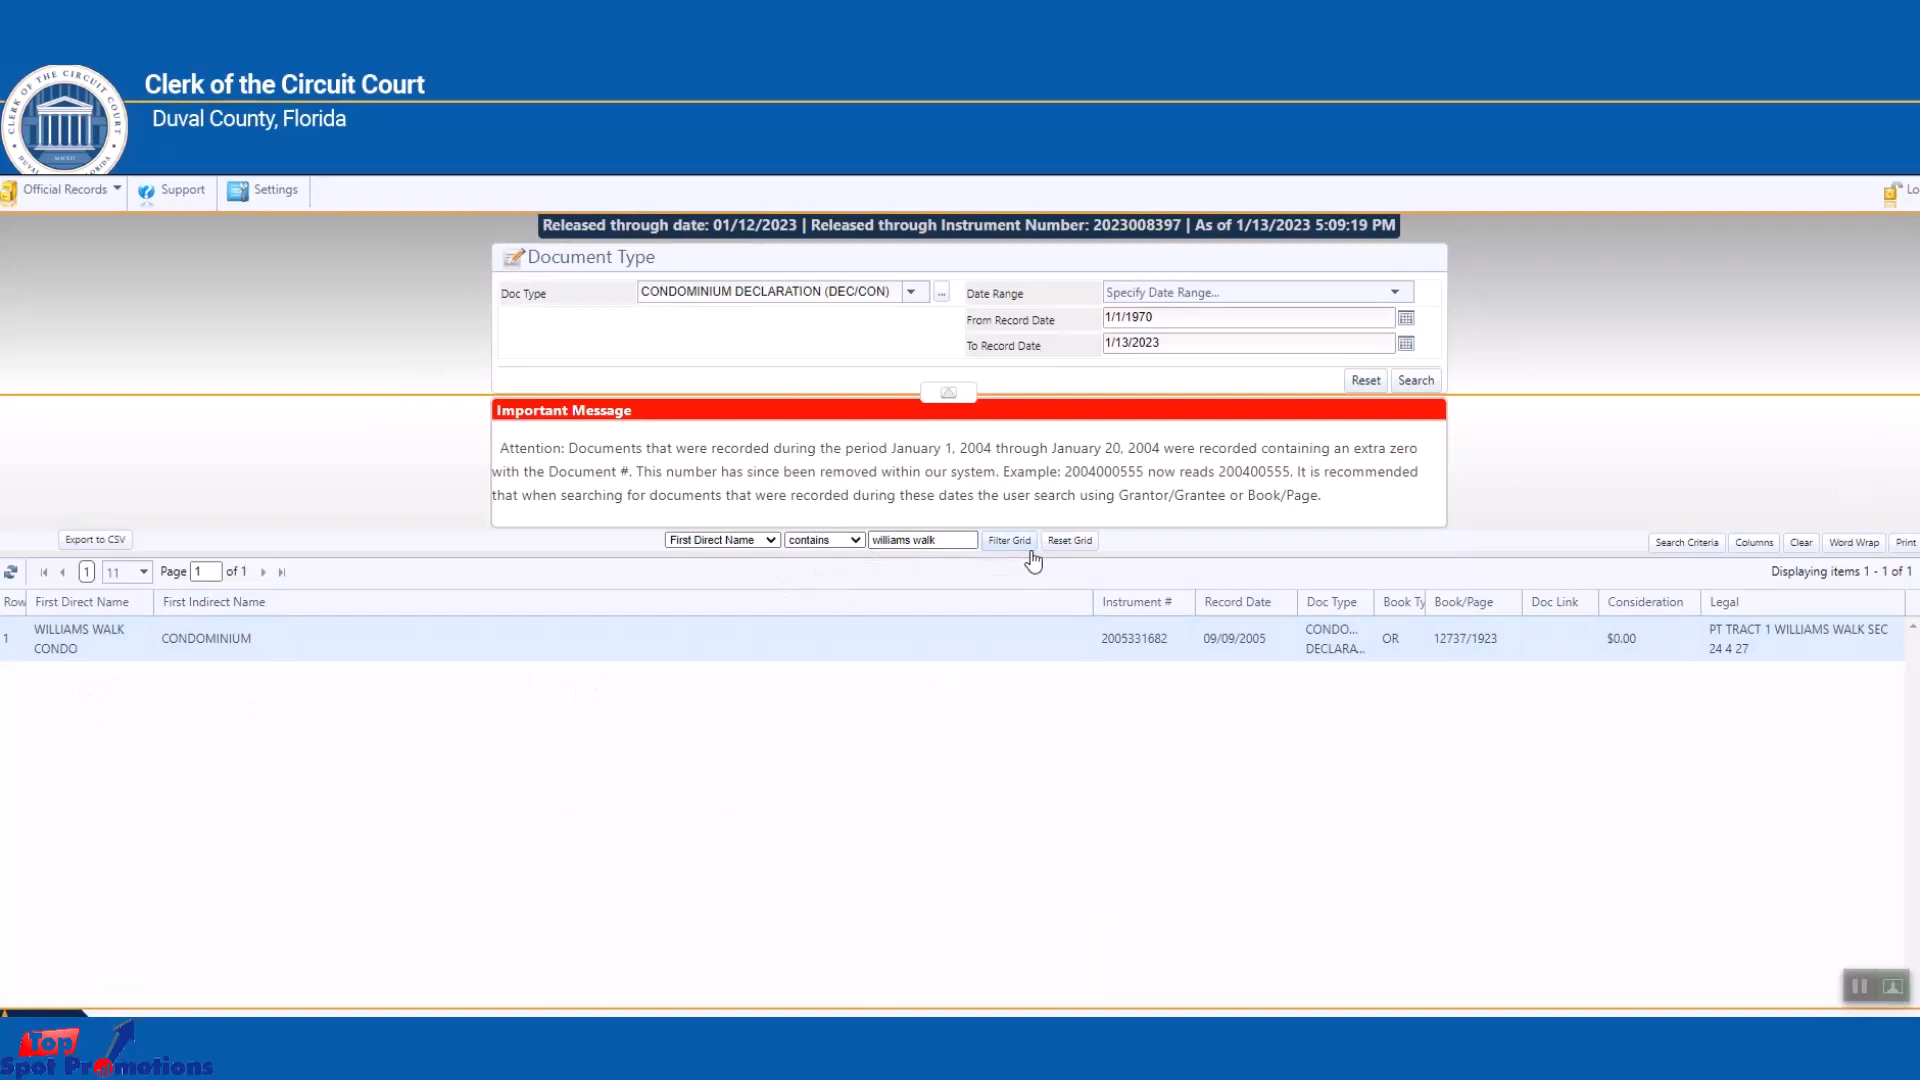 CLERK OF THE CIRCUIT COURT
Clerk of the Circuit Court
Duval County, Florida
Official Records
Support
Settings
Lo
Released through date: 01/12/2023 | Released through Instrument Number: 2023008397 | As of 1/13/2023 5:09:19 PM
Document Type
Doc Type
CONDOMINIUM DECLARATION (DEC/CON)
...
Date Range
Specify Date Range...
From Record Date
1/1/1970
To Record Date
1/13/2023
Reset
Search
Important Message
Attention: Documents that were recorded during the period January 1, 2004 through January 20, 2004 were recorded containing an extra zero
with the Document #. This number has since been removed within our system. Example: 2004000555 now reads 200400555. It is recommended
that when searching for documents that were recorded during these dates the user search using Grantor/Grantee or Book/Page.
Export to CSV
First Direct Name
contains
williams walk
Filter Grid
Reset Grid
Search Criteria
Columns
Clear
Word Wrap
Print
1
11
Page 1 of 1
Displaying items 1 - 1 of 1
Row First Direct Name First Indirect Name Instrument # Record Date Doc Type Book Ty Book/Page Doc Link Consideration Legal
1 WILLIAMS WALK CONDOMINIUM 2005331682 09/09/2005 CONDO... OR 12737/1923 $0.00 PT TRACT 1 WILLIAMS WALK SEC
CONDO DECLARA... 24 4 27
Top
Spot Promotions